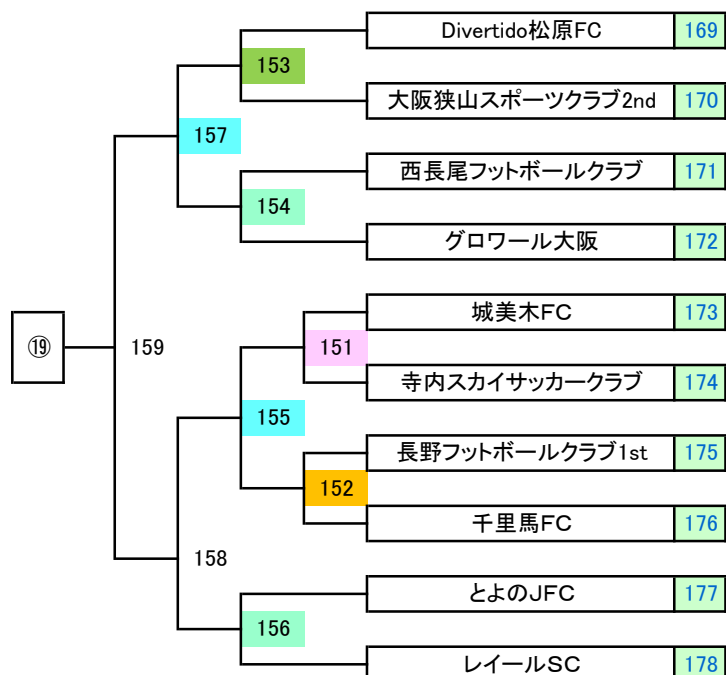 Divertido松原FC 169
153
大阪狭山スポーツクラブ2nd 170
157
西長尾フットボールクラブ 171
154
グロワール大阪 172
城美木FC 173
⑲ 159 151
寺内スカイサッカークラブ 174
155
長野フットボールクラブ1st 175
152
千里馬FC 176
158
とよのJFC 177
156
レイールSC 178